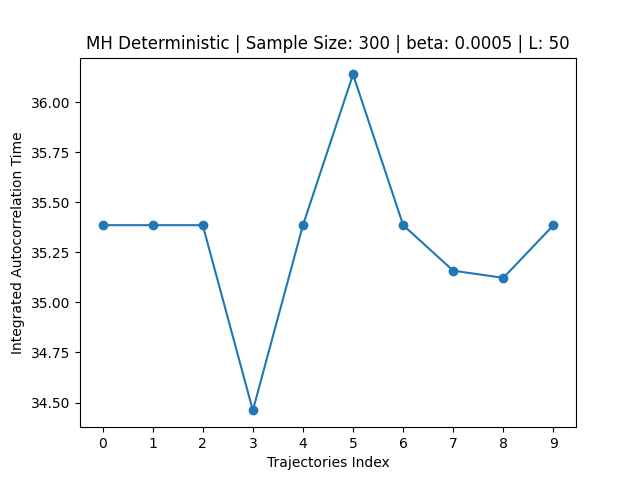 MH Deterministic | Sample Size: 300 | beta: 0.0005 | L: 50
Integrated Autocorrelation Time
36.00
35.75
35.50
35.25
35.00
34.75
34.50
0 1 2 3 4 5 6 7 8 9
Trajectories Index